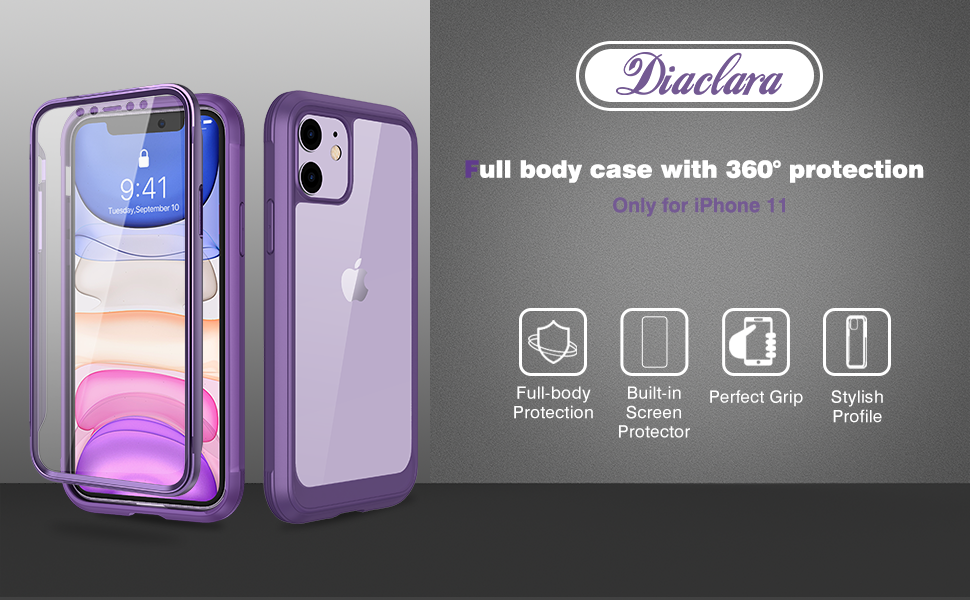 Diaclara
Full body case with 360° protection
Only for iPhone 11
9:41
Tuesday,September 10
Full-body
Protection
Built-in
Screen
Protector
Perfect Grip
Stylish
Profile